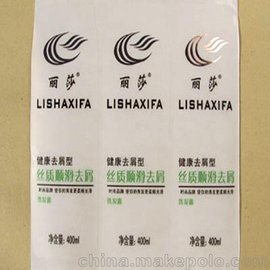 丽莎® 丽莎® 丽莎®
LISHAXIFA LISHAXIFA LISHAXIFA
健康去屑型 健康去屑型 健康去屑型
丝质顺滑去屑 丝质顺滑去屑 丝质顺滑去屑
洗发露 洗发露 洗发露
净含量:400ml 净含量:400ml 净含量:400ml
china.makepolo.com